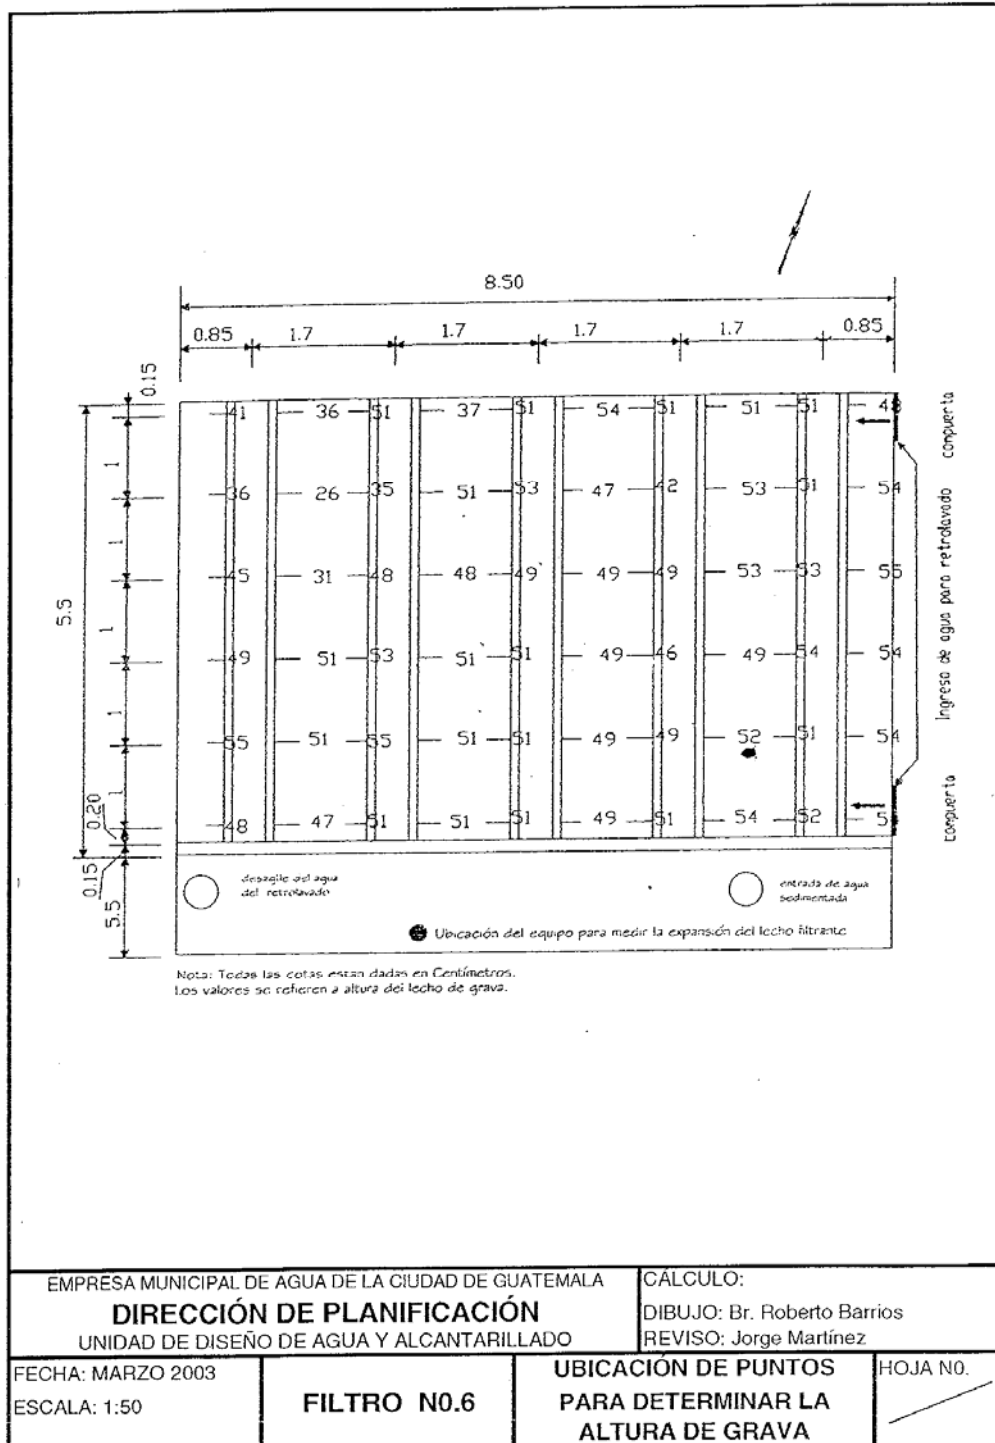 8.50
0.85 1.7 1.7 1.7 1.7 0.85
0.15
41 36 51 37 51 54 51 51 51 48
36 26 35 51 53 47 42 53 51 54
45 31 48 48 49 49 49 53 53 55
49 51 53 51 51 49 46 49 54 54
55 51 55 51 51 49 49 52 51 54
48 47 51 51 51 49 51 54 52
1
1
1
1
1
0.20
5.5
0.15
5.5
compuerta
Ingreso de agua para retrolavado
compuerta
desagüe del agua
del retrolavado
entrada de agua
sedimentada
Ubicación del equipo para medir la expansión del lecho filtrante
Nota: Todas las cotas estan dadas en Centímetros.
Los valores se refieren a altura del lecho de grava.
EMPRESA MUNICIPAL DE AGUA DE LA CIUDAD DE GUATEMALA
DIRECCIÓN DE PLANIFICACIÓN
UNIDAD DE DISEÑO DE AGUA Y ALCANTARILLADO
CÁLCULO:
DIBUJO: Br. Roberto Barrios
REVISO: Jorge Martínez
FECHA: MARZO 2003
ESCALA: 1:50
FILTRO N0.6
UBICACIÓN DE PUNTOS
PARA DETERMINAR LA
ALTURA DE GRAVA
HOJA N0.